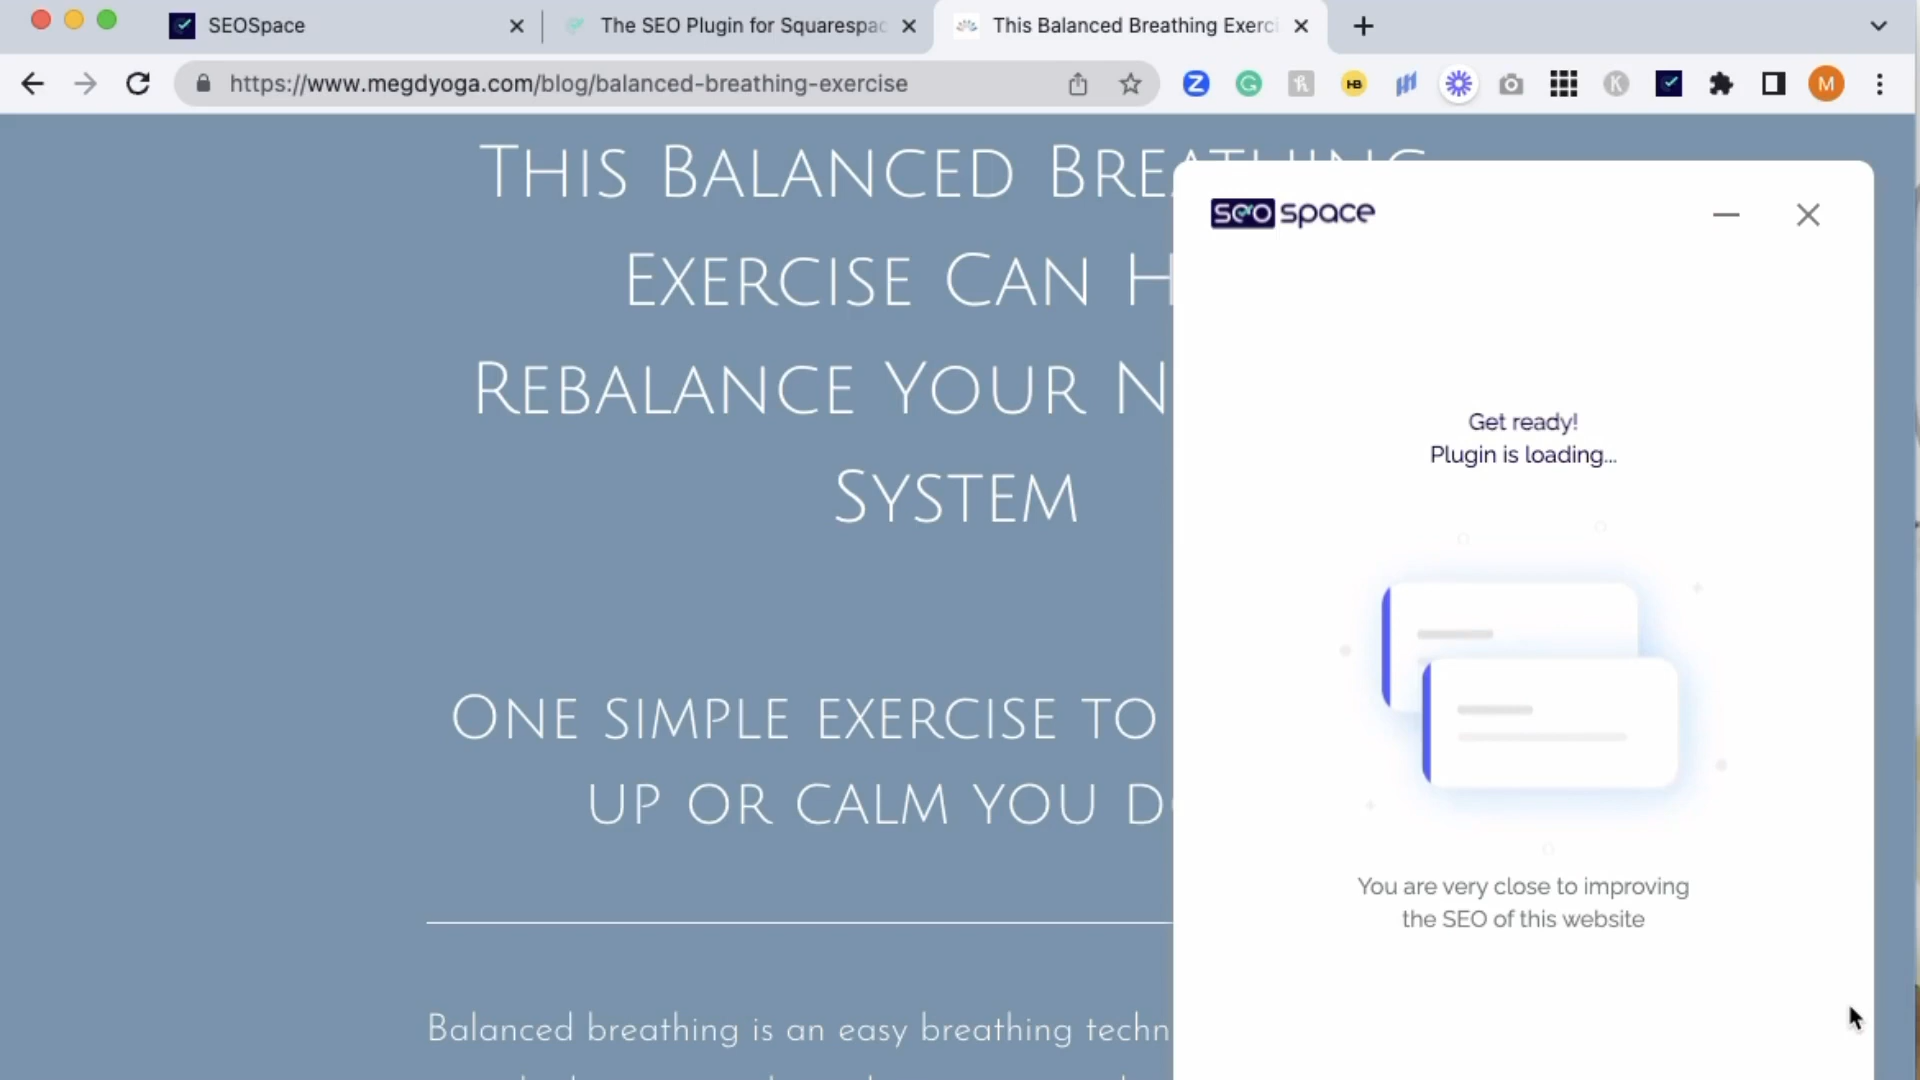 SEOSpace
The SEO Plugin for Squarespac
This Balanced Breathing Exerci
https://www.megdyoga.com/blog/balanced-breathing-exercise
Z
G
h
HB
K
M
This Balanced Breathing
Exercise Can H
Rebalance Your N
System
One simple exercise to
up or calm you d
Balanced breathing is an easy breathing techn
seo space
Get ready!
Plugin is loading...
You are very close to improving
the SEO of this website